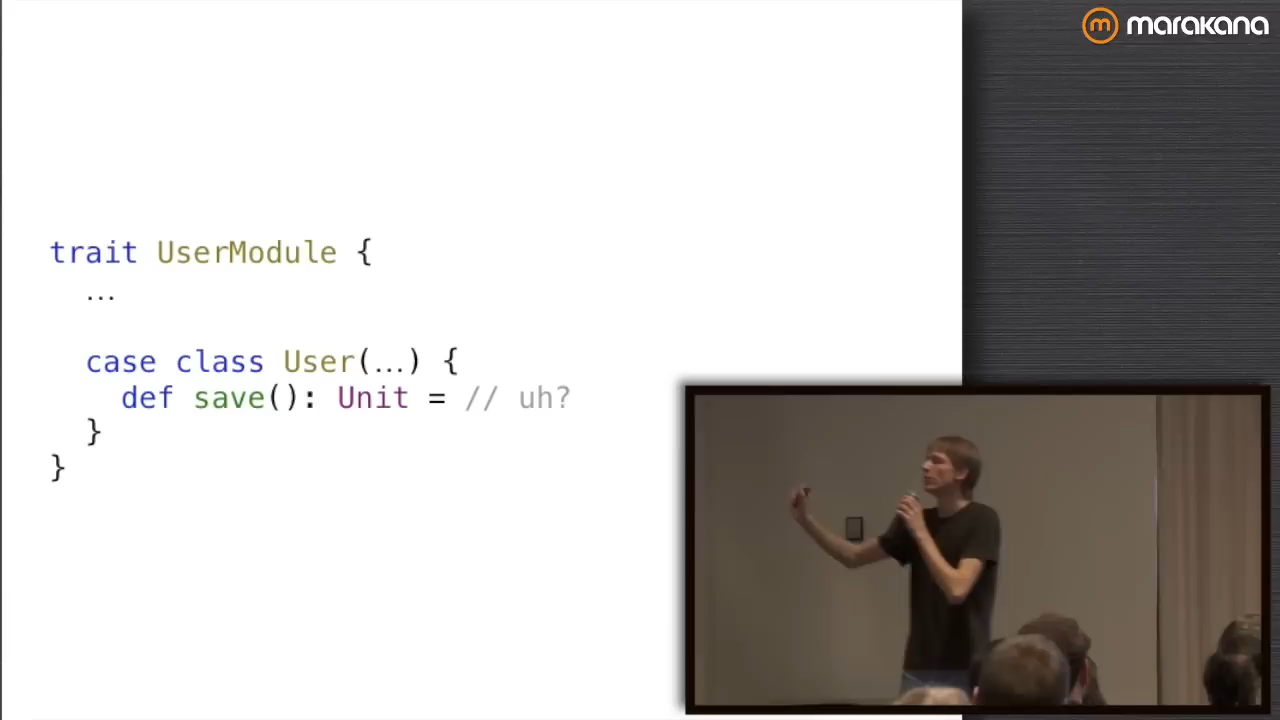 marakana
trait UserModule {
  …

  case class User(…) {
    def save(): Unit = // uh?
  }
}